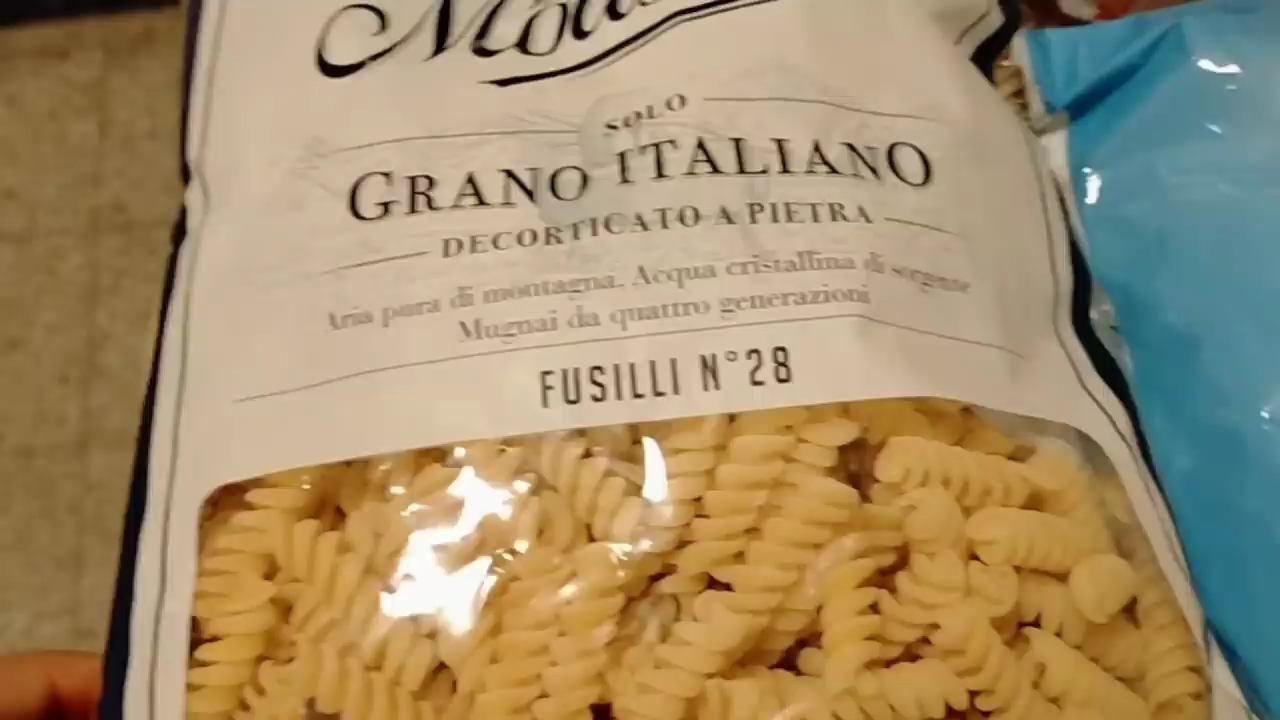 SOLO
GRANO ITALIANO
DECORTICATO A PIETRA
Aria pura di montagna. Acqua cristallina di sorgente
Mugnai da quattro generazioni
FUSILLI N°28